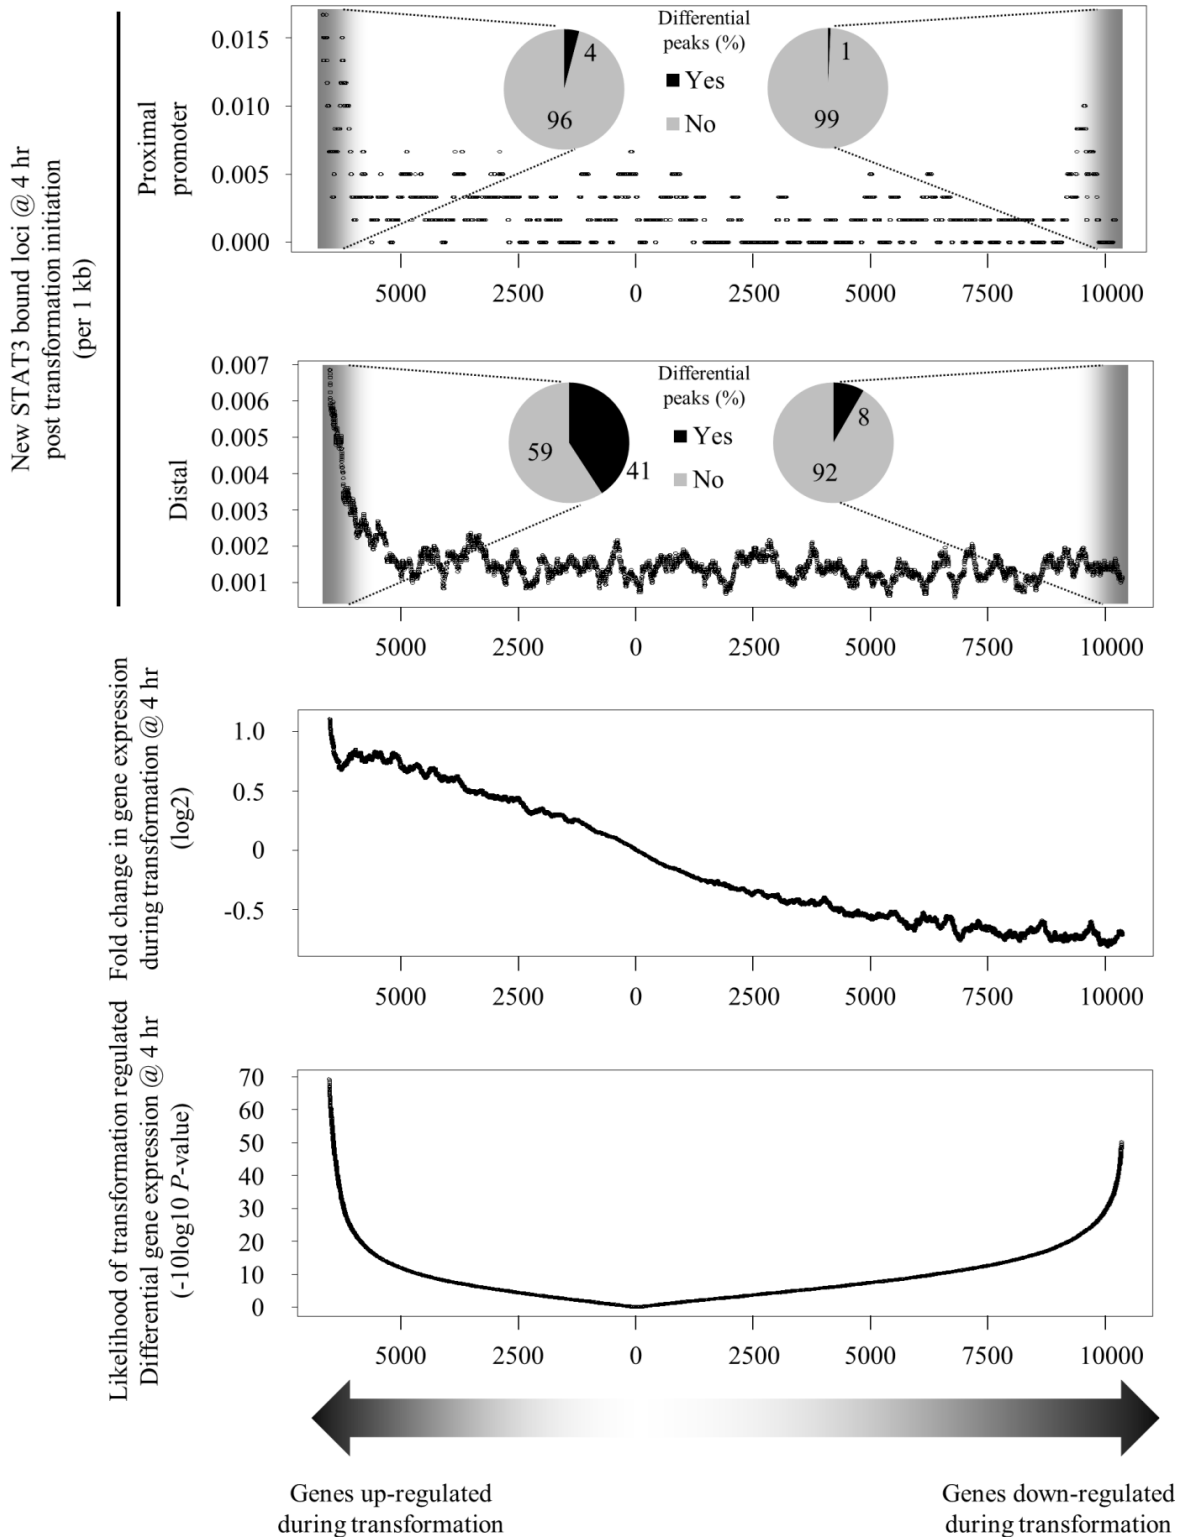 New STAT3 bound loci @ 4 hr
post transformation initiation
(per 1 kb)
Proximal
promoter
0.015
0.010
0.005
0.000
Differential
peaks (%)
Yes
No
4
96
1
99
5000 2500 0 2500 5000 7500 10000
Distal
0.007
0.006
0.005
0.004
0.003
0.002
0.001
Differential
peaks (%)
Yes
No
59
41
8
92
5000 2500 0 2500 5000 7500 10000
Fold change in gene expression
during transformation @ 4 hr
(log2)
1.0
0.5
0
-0.5
5000 2500 0 2500 5000 7500 10000
Likelihood of transformation regulated
Differential gene expression @ 4 hr
(-10log10 P-value)
70
60
50
40
30
20
10
0
5000 2500 0 2500 5000 7500 10000
Genes up-regulated
during transformation
Genes down-regulated
during transformation